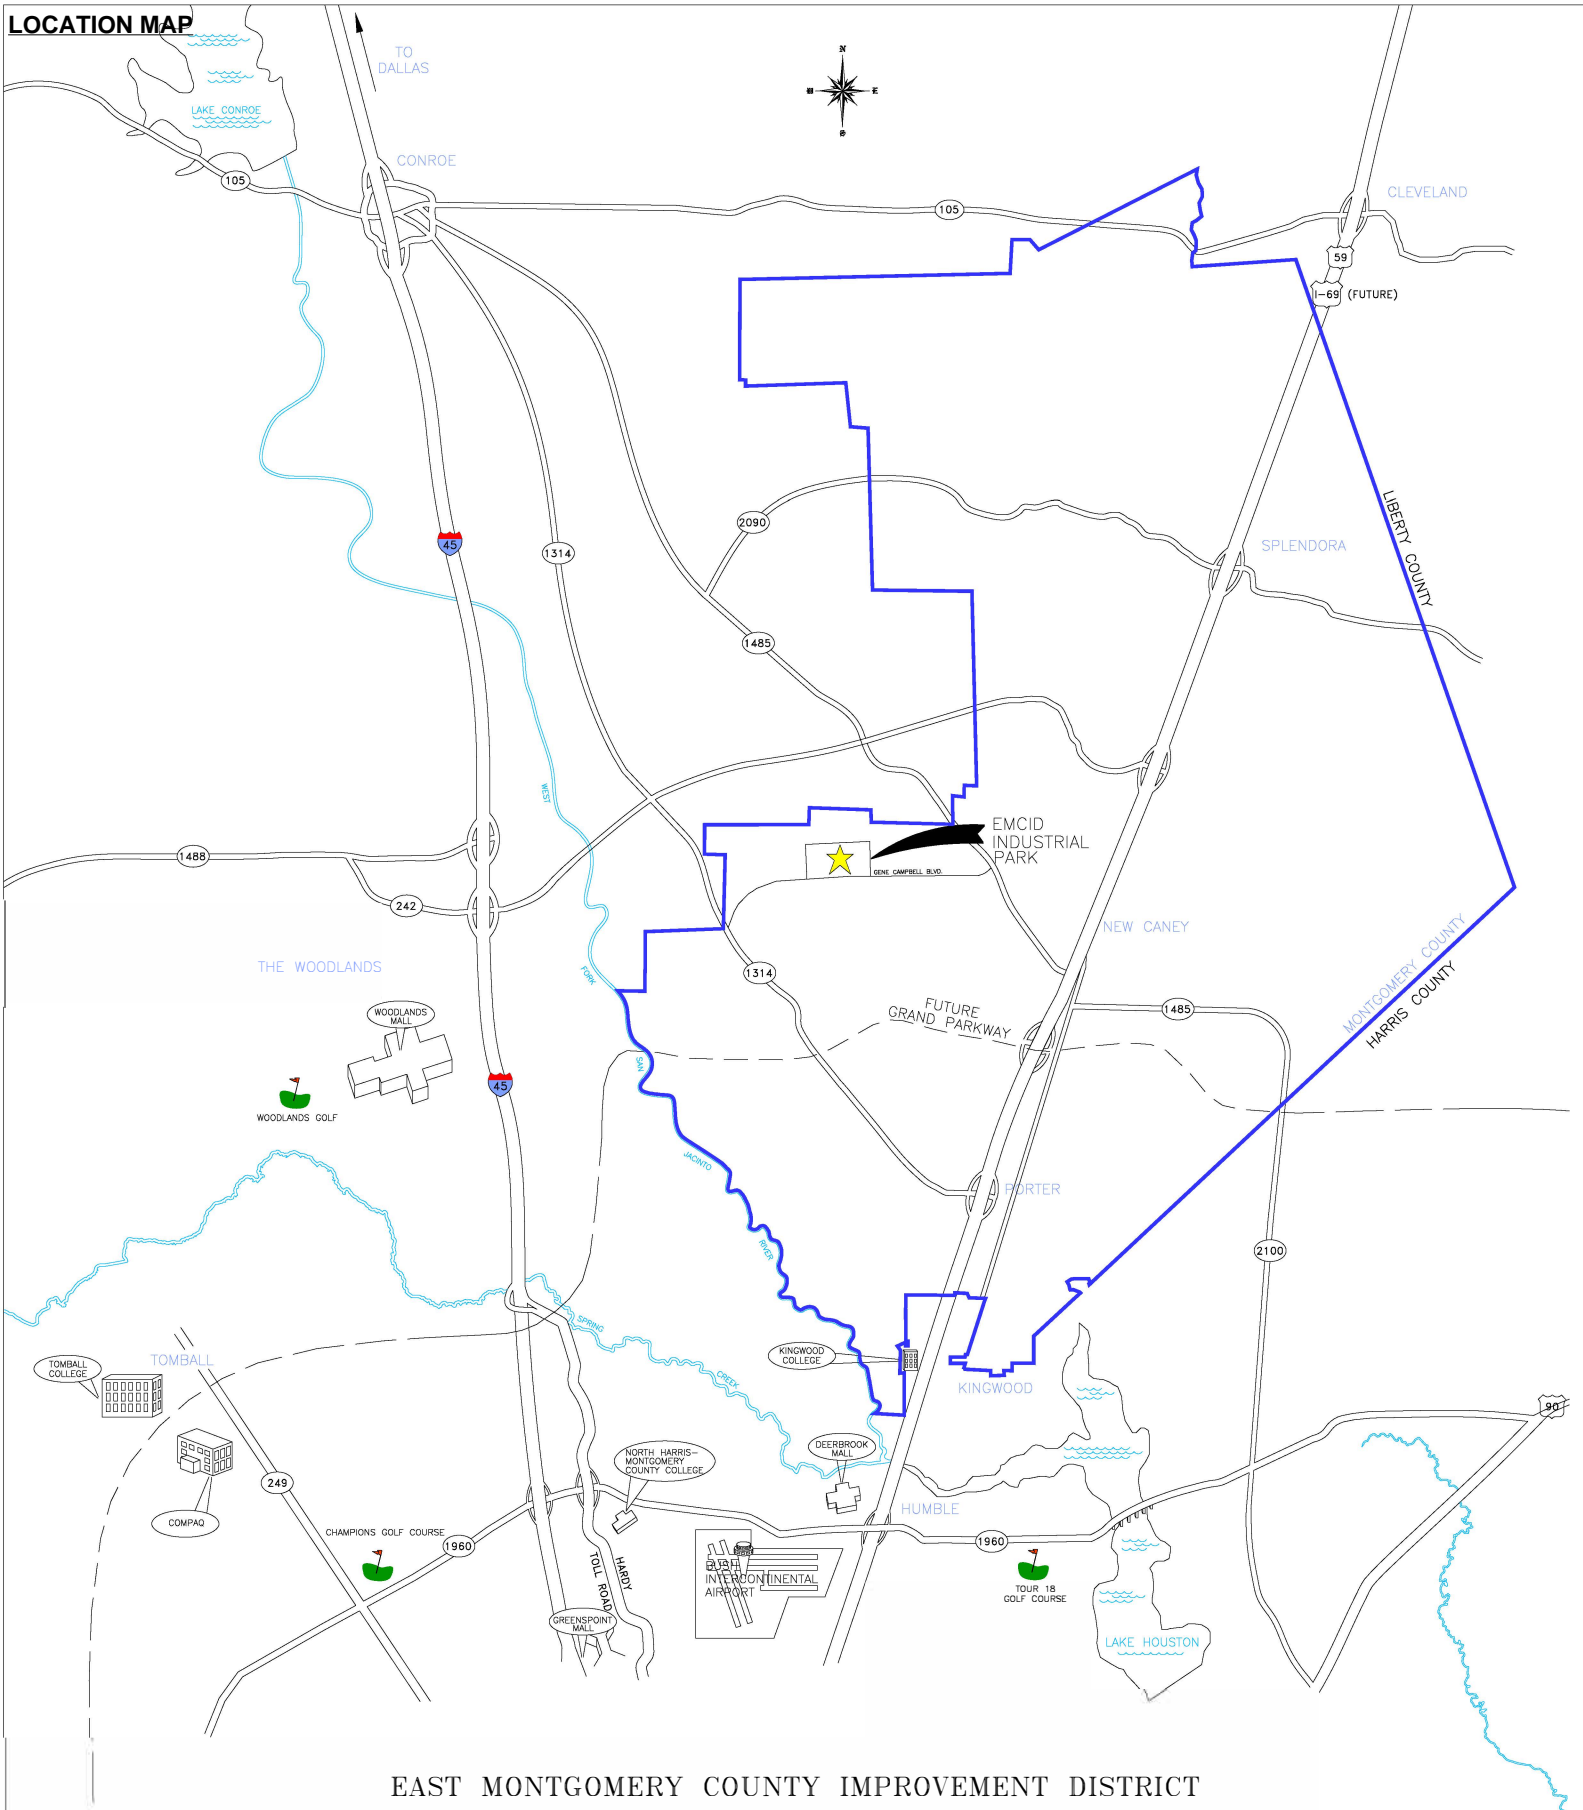 LOCATION MAP
TO
DALLAS
N
E
S
LAKE CONROE
CONROE
105
105
CLEVELAND
59
I-69 (FUTURE)
LIBERTY COUNTY
2090
45
1314
SPLENDORA
1485
WEST
EMCID
INDUSTRIAL
PARK
GENE CAMPBELL BLVD.
1488
242
NEW CANEY
THE WOODLANDS
FORK
1314
MONTGOMERY COUNTY
HARRIS COUNTY
FUTURE
GRAND PARKWAY
1485
WOODLANDS
MALL
SAN
45
WOODLANDS GOLF
JACINTO
PORTER
RIVER
2100
SPRING
TOMBALL
TOMBALL
COLLEGE
KINGWOOD
COLLEGE
CREEK
KINGWOOD
90
NORTH HARRIS-
MONTGOMERY
COUNTY COLLEGE
DEERBROOK
MALL
249
HUMBLE
COMPAQ
CHAMPIONS GOLF COURSE
1960
1960
BUSH
INTERCONTINENTAL
AIRPORT
HARDY
TOLL ROAD
TOUR 18
GOLF COURSE
GREENSPOINT
MALL
LAKE HOUSTON
EAST MONTGOMERY COUNTY IMPROVEMENT DISTRICT